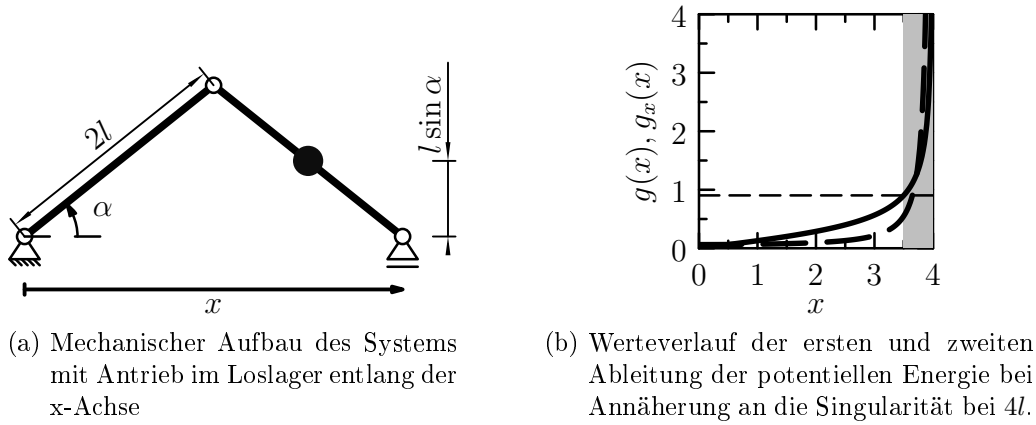 2l
α
l sin α
x
(a) Mechanischer Aufbau des Systems
mit Antrieb im Loslager entlang der
x-Achse
g(x), gₓ(x)
4
3
2
1
0
0 1 2 3 4
x
(b) Werteverlauf der ersten und zweiten
Ableitung der potentiellen Energie bei
Annäherung an die Singularität bei 4l.